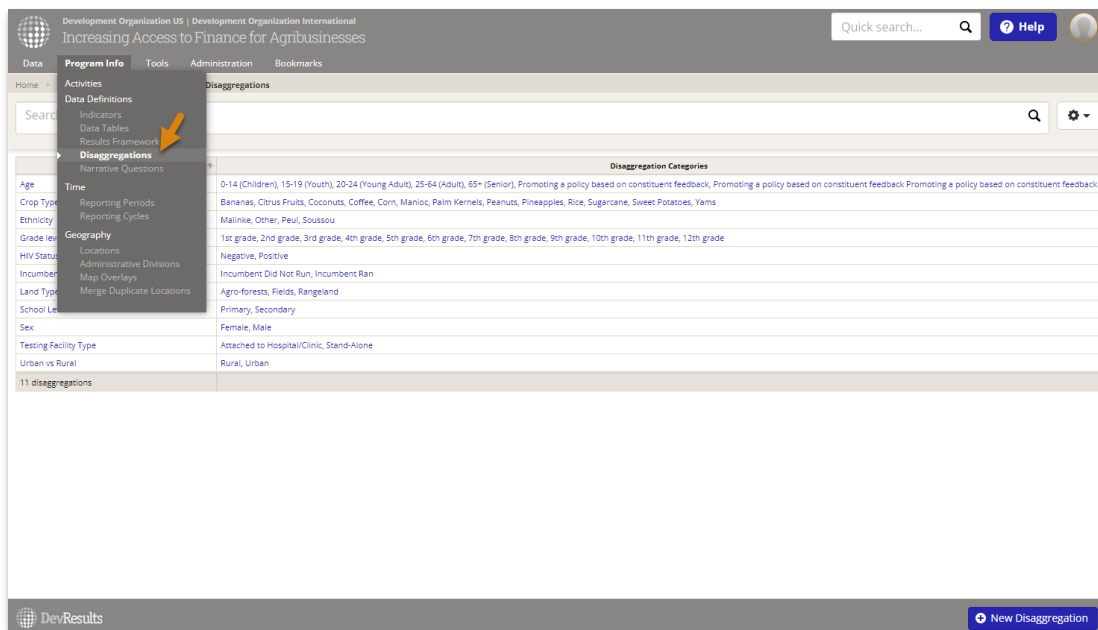 Development Organization US | Development Organization International
Increasing Access to Finance for Agribusinesses
Quick search...
Help
Data Program Info Tools Administration Bookmarks
Home Disaggregations
Activities
Data Definitions
Indicators
Data Tables
Results Framework
Disaggregations
Narrative Questions
Time
Reporting Periods
Reporting Cycles
Geography
Locations
Administrative Divisions
Map Overlays
Merge Duplicate Locations
Disaggregation Categories
Age 0-14 (Children), 15-19 (Youth), 20-24 (Young Adult), 25-64 (Adult), 65+ (Senior), Promoting a policy based on constituent feedback, Promoting a policy based on constituent feedback Promoting a policy based on constituent feedback
Crop Type Bananas, Citrus Fruits, Coconuts, Coffee, Corn, Manioc, Palm Kernels, Peanuts, Pineapples, Rice, Sugarcane, Sweet Potatoes, Yams
Ethnicity Malinke, Other, Peul, Soussou
Grade 1st grade, 2nd grade, 3rd grade, 4th grade, 5th grade, 6th grade, 7th grade, 8th grade, 9th grade, 10th grade, 11th grade, 12th grade
HIV Status Negative, Positive
Incumbent Did Not Run, Incumbent Ran
Land Type Agro-forests, Fields, Rangeland
School Primary, Secondary
Sex Female, Male
Testing Facility Type Attached to Hospital/Clinic, Stand-Alone
Urban vs Rural Rural, Urban
11 disaggregations
DevResults
New Disaggregation